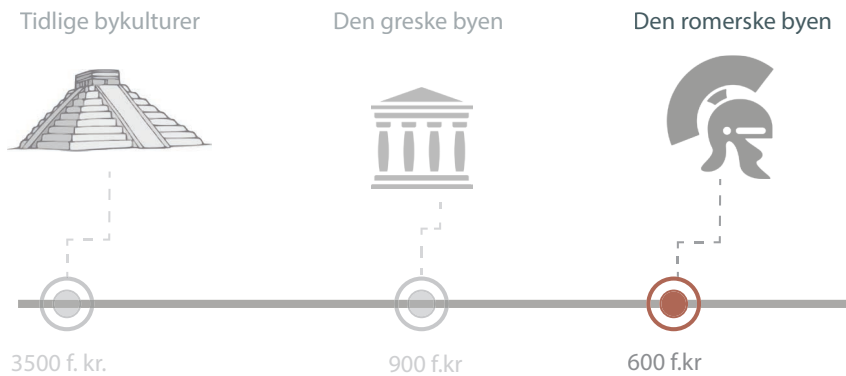 Tidlige bykulturer
Den greske byen
Den romerske byen
3500 f. kr.
900 f.kr
600 f.kr